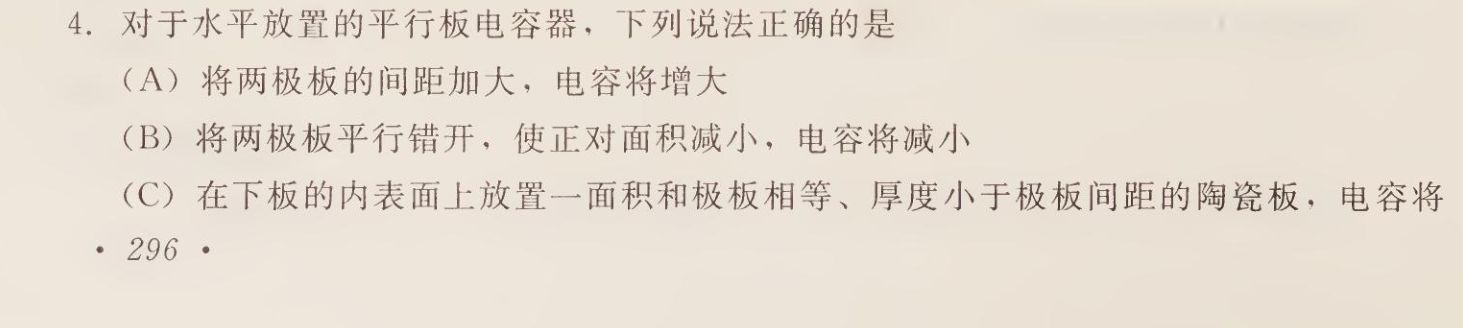 4. 对于水平放置的平行板电容器，下列说法正确的是
（A）将两极板的间距加大，电容将增大
（B）将两极板平行错开，使正对面积减小，电容将减小
（C）在下板的内表面上放置一面积和极板相等、厚度小于极板间距的陶瓷板，电容将
• 296 •